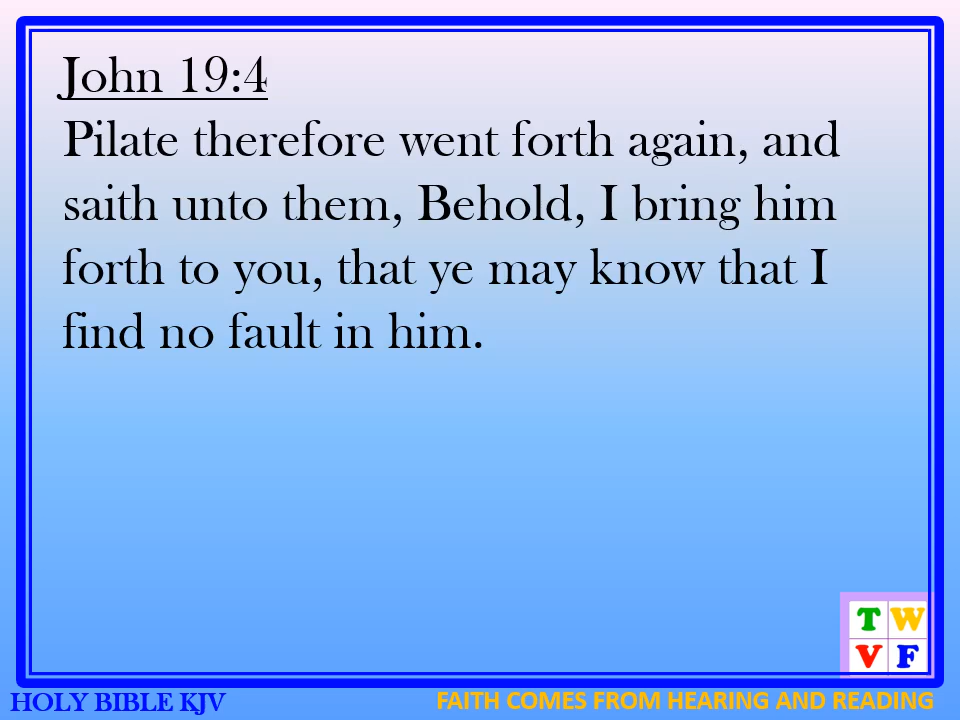 John 19:4
Pilate therefore went forth again, and
saith unto them, Behold, I bring him
forth to you, that ye may know that I
find no fault in him.
T W
V F
HOLY BIBLE KJV
FAITH COMES FROM HEARING AND READING